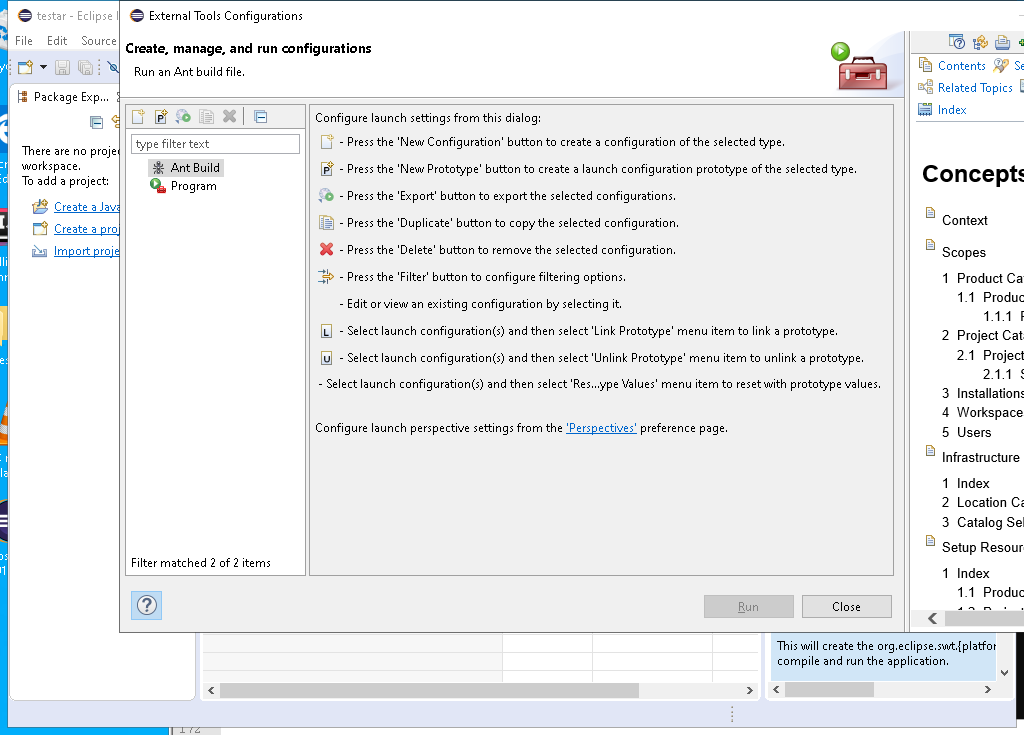 testar - Eclipse
External Tools Configurations
File Edit Source
Create, manage, and run configurations
Run an Ant build file.
Package Exp...
type filter text
Ant Build
Program
There are no
workspace.
To add a project:
Create a Java
Create a
Import
Filter matched 2 of 2 items
Configure launch settings from this dialog:
- Press the 'New Configuration' button to create a configuration of the selected type.
P - Press the 'New Prototype' button to create a launch configuration prototype of the selected type.
- Press the 'Export' button to export the selected configurations.
- Press the 'Duplicate' button to copy the selected configuration.
- Press the 'Delete' button to remove the selected configuration.
- Press the 'Filter' button to configure filtering options.
- Edit or view an existing configuration by selecting it.
L - Select launch configuration(s) and then select 'Link Prototype' menu item to link a prototype.
U - Select launch configuration(s) and then select 'Unlink Prototype' menu item to unlink a prototype.
- Select launch configuration(s) and then select 'Res...ype Values' menu item to reset with prototype values.
Configure launch perspective settings from the 'Perspectives' preference page.
?
Run
Close
Contents
Related Topics
Index
Concepts
Context
Scopes
1 Product
1.1
1.1.1
2 Project
2.1 Project
2.1.1
3 Installations
4 Workspace
5 Users
Infrastructure
1 Index
2 Location
3 Catalog
Setup
1 Index
1.1
This will create the org.eclipse.swt.{platfor
compile and run the application.
172